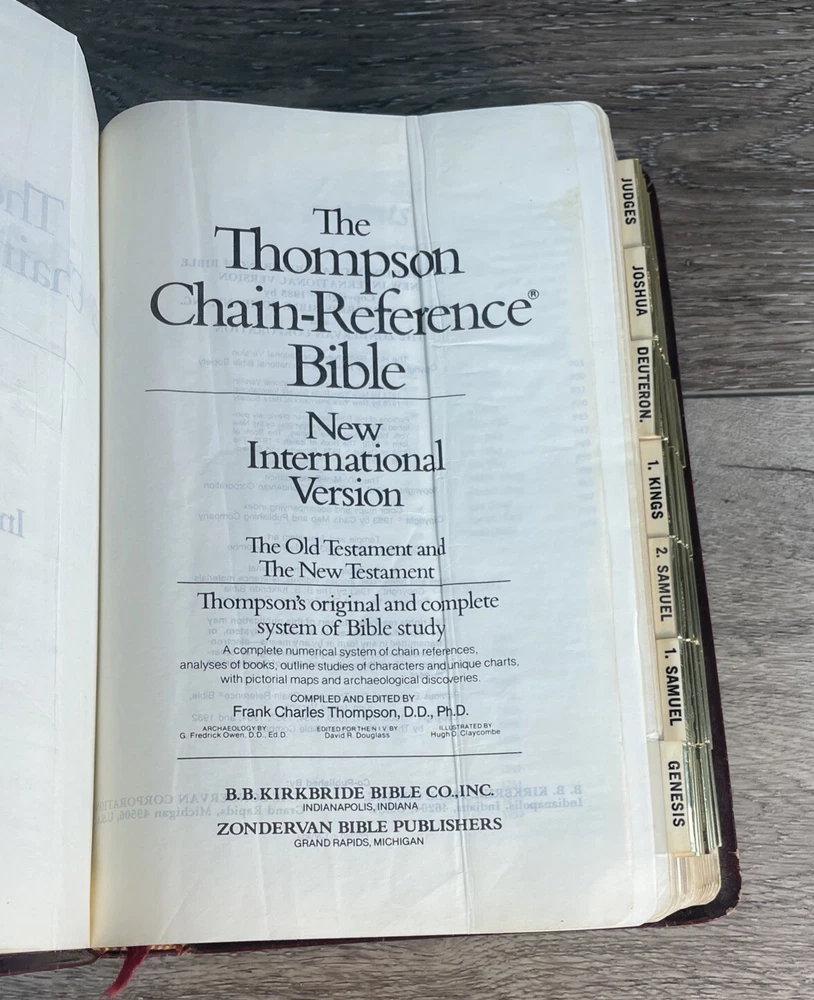 The
Thompson
Chain-Reference®
Bible
New
International
Version
The Old Testament and
The New Testament
Thompson's original and complete
system of Bible study
A complete numerical system of chain references,
analyses of books, outline studies of characters and unique charts,
with pictorial maps and archaeological discoveries.
COMPILED AND EDITED BY
Frank Charles Thompson, D.D., Ph.D.
ARCHAEOLOGY BY
G. Fredrick Owen, D.D., Ed.D.
EDITED FOR THE N.I.V. BY
David R. Douglass
ILLUSTRATED BY
Hugh D. Claycombe
B.B. KIRKBRIDE BIBLE CO., INC.
INDIANAPOLIS, INDIANA
ZONDERVAN BIBLE PUBLISHERS
GRAND RAPIDS, MICHIGAN
JUDGES
JOSHUA
DEUTERON.
1. KINGS
2. SAMUEL
1. SAMUEL
GENESIS